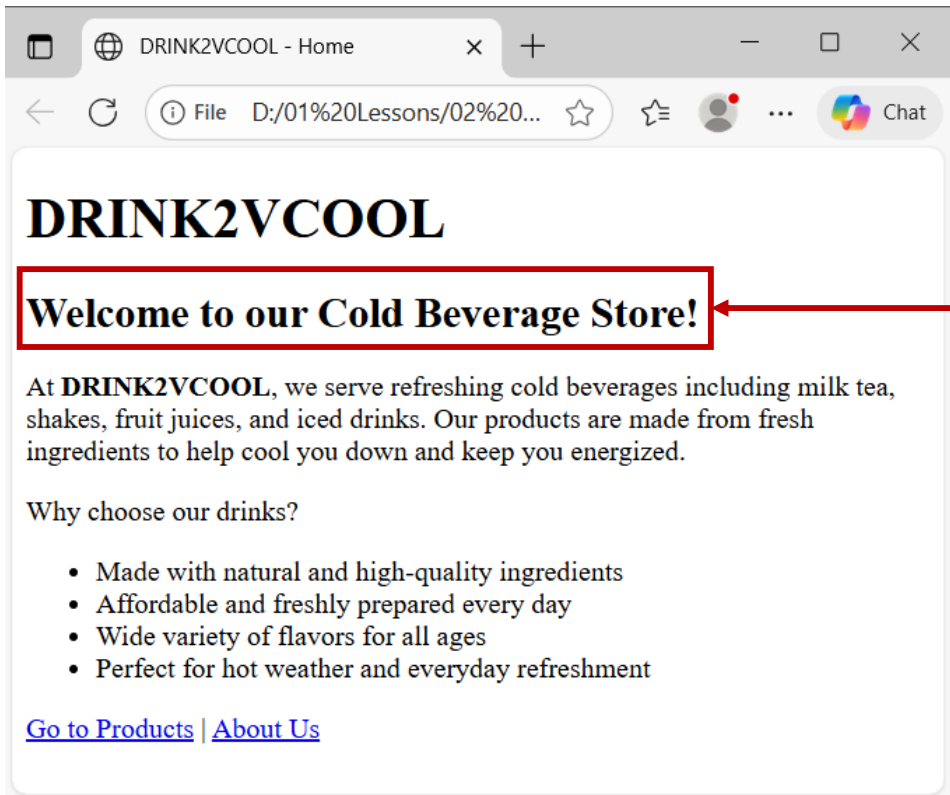 DRINK2VCOOL - Home
File D:/01%20Lessons/02%20...
Chat
DRINK2VCOOL
Welcome to our Cold Beverage Store!
At DRINK2VCOOL, we serve refreshing cold beverages including milk tea,
shakes, fruit juices, and iced drinks. Our products are made from fresh
ingredients to help cool you down and keep you energized.
Why choose our drinks?
• Made with natural and high-quality ingredients
• Affordable and freshly prepared every day
• Wide variety of flavors for all ages
• Perfect for hot weather and everyday refreshment
Go to Products | About Us